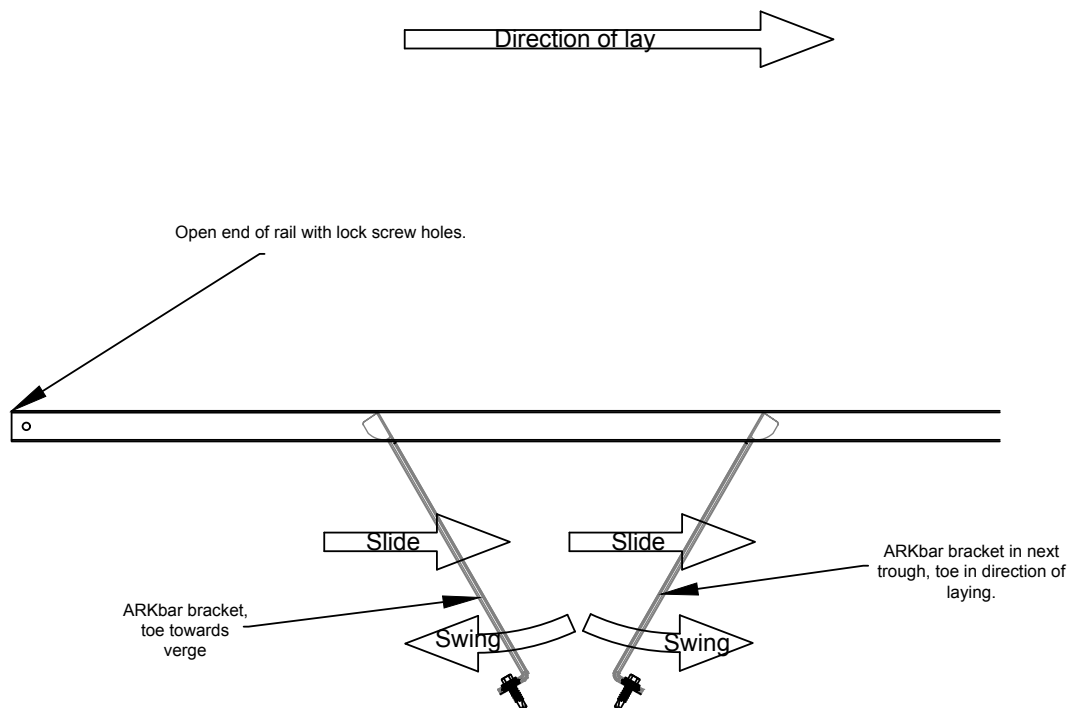 Direction of lay
Open end of rail with lock screw holes.
Slide
Slide
ARKbar bracket in next
trough, toe in direction of
laying.
ARKbar bracket,
toe towards
verge
Swing
Swing